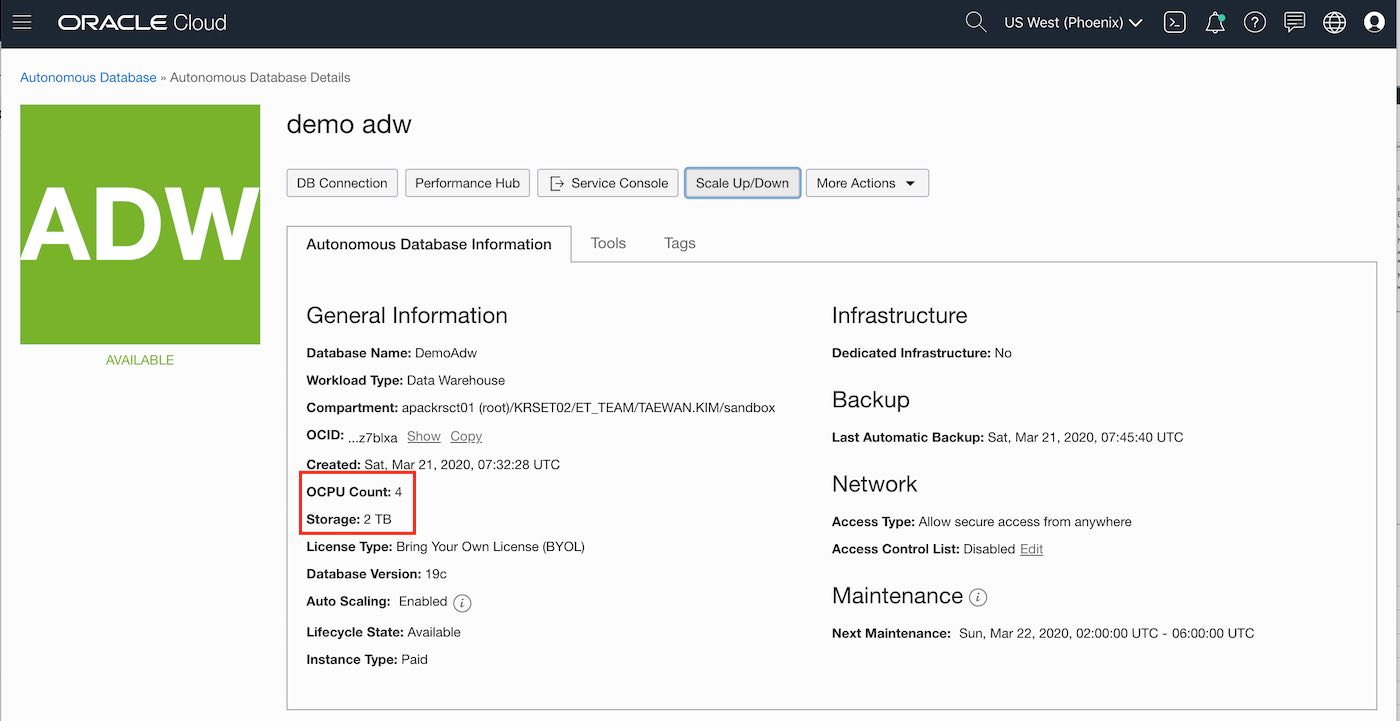 ORACLE Cloud
US West (Phoenix)
Autonomous Database » Autonomous Database Details
ADW
AVAILABLE
demo adw
DB Connection Performance Hub Service Console Scale Up/Down More Actions
Autonomous Database Information Tools Tags
General Information
Database Name: DemoAdw
Workload Type: Data Warehouse
Compartment: apackrsct01 (root)/KRSET02/ET_TEAM/TAEWAN.KIM/sandbox
OCID: ...z7blxa Show Copy
Created: Sat, Mar 21, 2020, 07:32:28 UTC
OCPU Count: 4
Storage: 2 TB
License Type: Bring Your Own License (BYOL)
Database Version: 19c
Auto Scaling: Enabled
Lifecycle State: Available
Instance Type: Paid
Infrastructure
Dedicated Infrastructure: No
Backup
Last Automatic Backup: Sat, Mar 21, 2020, 07:45:40 UTC
Network
Access Type: Allow secure access from anywhere
Access Control List: Disabled Edit
Maintenance
Next Maintenance: Sun, Mar 22, 2020, 02:00:00 UTC - 06:00:00 UTC